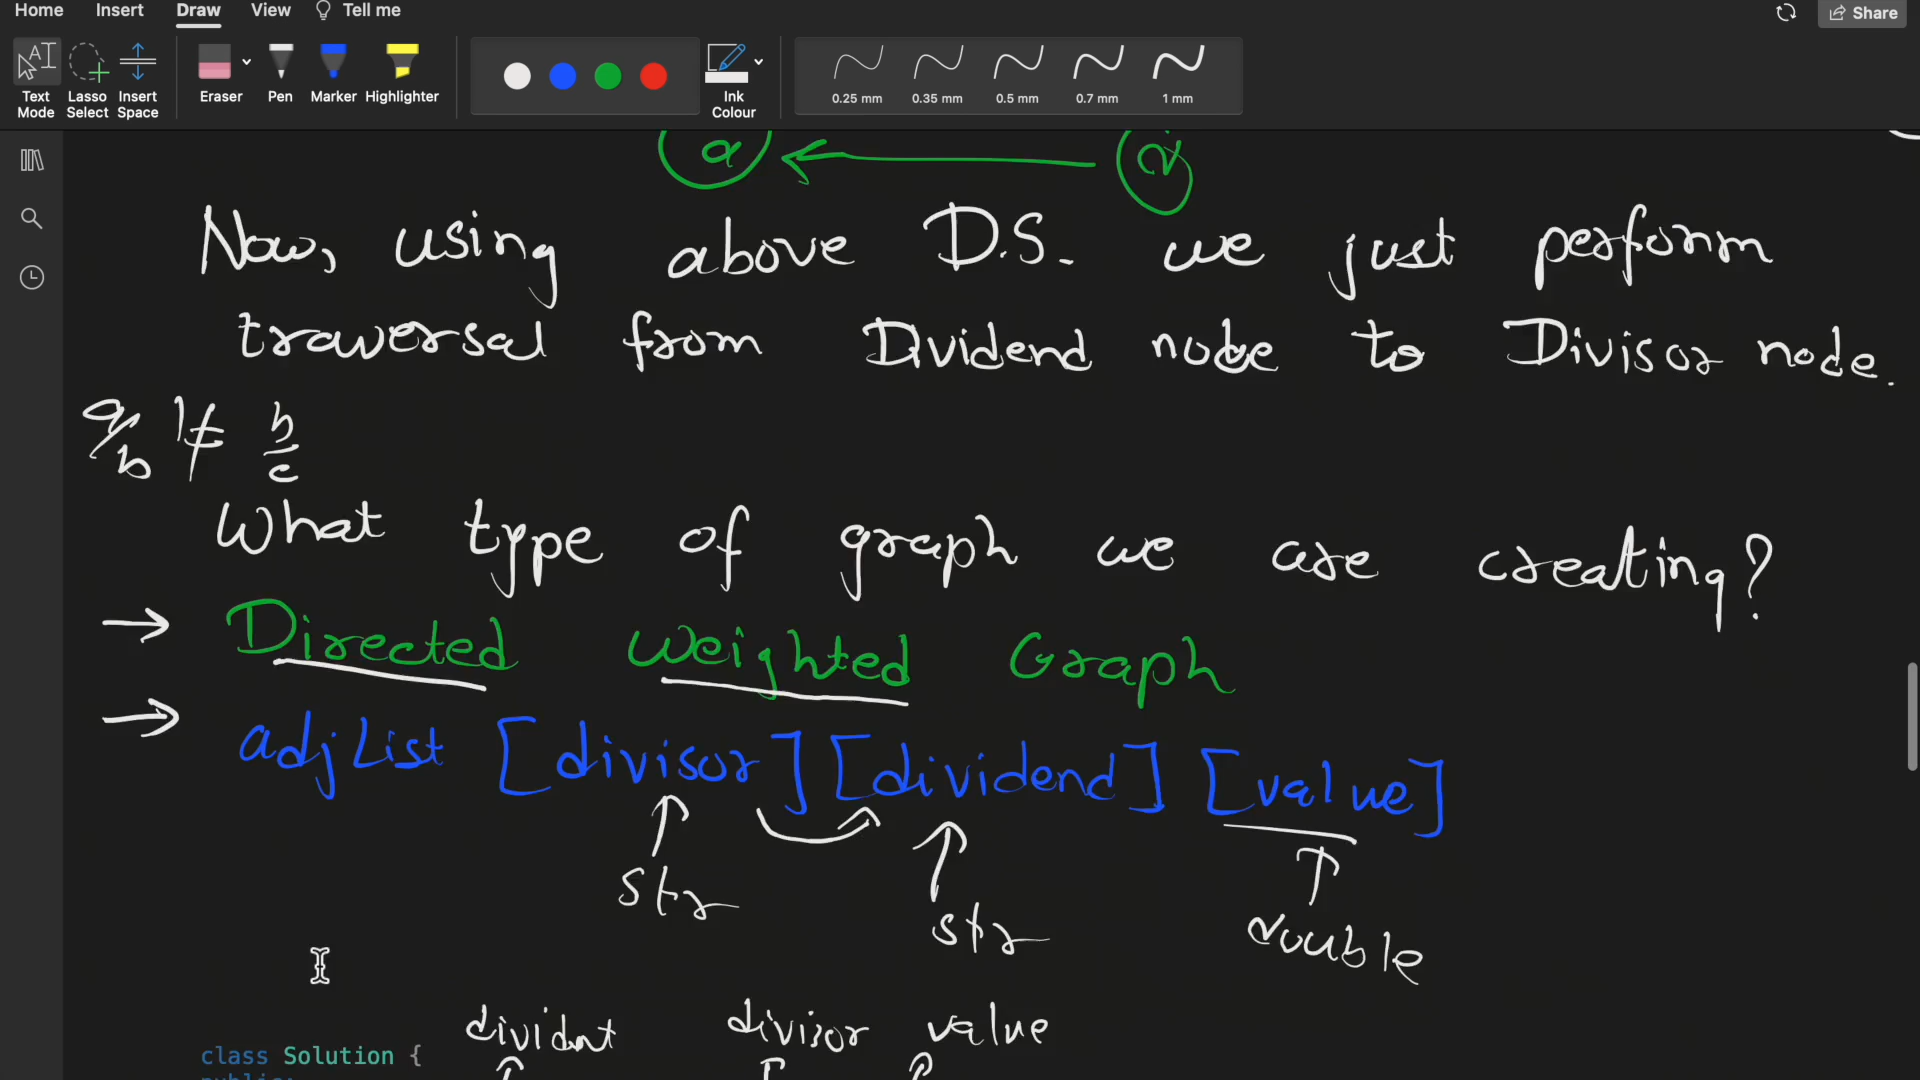 Home Insert Draw View Tell me Share
Text Mode Lasso Select Insert Space Eraser Pen Marker Highlighter Ink Colour 0.25 mm 0.35 mm 0.5 mm 0.7 mm 1 mm
a
Now, using above D.S. we just perform
traversal from Dividend node to Divisor node.
a/b != b/c
What type of graph we are creating?
→ Directed Weighted Graph
→ adjList [divisor][dividend][value]
str str double
divident divisor value
class Solution {
public: